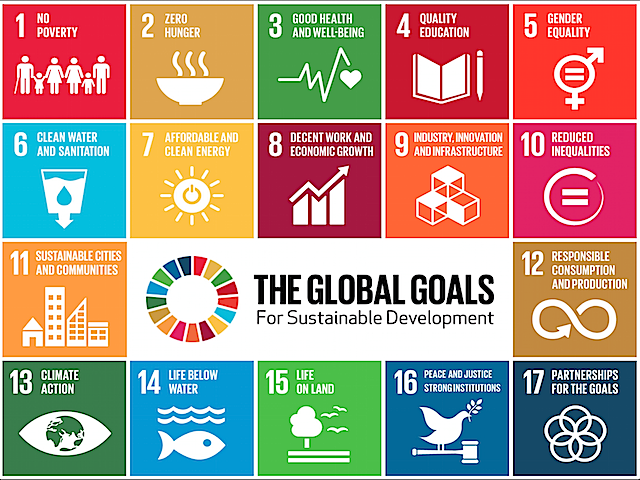 1 NO
POVERTY
2 ZERO
HUNGER
3 GOOD HEALTH
AND WELL-BEING
4 QUALITY
EDUCATION
5 GENDER
EQUALITY
6 CLEAN WATER
AND SANITATION
7 AFFORDABLE AND
CLEAN ENERGY
8 DECENT WORK AND
ECONOMIC GROWTH
9 INDUSTRY, INNOVATION
AND INFRASTRUCTURE
10 REDUCED
INEQUALITIES
11 SUSTAINABLE CITIES
AND COMMUNITIES
THE GLOBAL GOALS
For Sustainable Development
12 RESPONSIBLE
CONSUMPTION
AND PRODUCTION
13 CLIMATE
ACTION
14 LIFE BELOW
WATER
15 LIFE
ON LAND
16 PEACE AND JUSTICE
STRONG INSTITUTIONS
17 PARTNERSHIPS
FOR THE GOALS